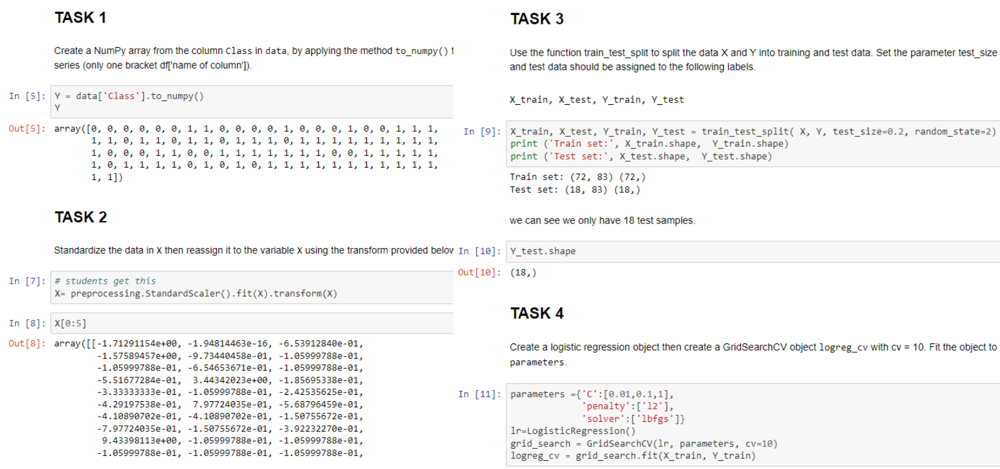 TASK 1
Create a NumPy array from the column Class in data, by applying the method to_numpy() t
series (only one bracket df['name of column']).
In [5]: Y = data['Class'].to_numpy()
Y
Out[5]: array([0, 0, 0, 0, 0, 0, 1, 1, 0, 0, 0, 0, 1, 0, 0, 0, 1, 0, 0, 1, 1, 1,
1, 1, 0, 1, 1, 0, 1, 1, 0, 1, 1, 1, 0, 1, 1, 1, 1, 1, 1, 1, 1, 1,
1, 0, 0, 0, 1, 1, 0, 0, 1, 1, 1, 1, 1, 1, 1, 0, 0, 1, 1, 1, 1, 1,
1, 0, 1, 1, 1, 1, 0, 1, 0, 1, 0, 1, 1, 1, 1, 1, 1, 1, 1, 1, 1, 1,
1, 1])
TASK 2
Standardize the data in X then reassign it to the variable X using the transform provided below
In [7]: # students get this
X= preprocessing.StandardScaler().fit(X).transform(X)
In [8]: X[0:5]
Out[8]: array([[-1.71291154e+00, -1.94814463e-16, -6.53912840e-01,
-1.57589457e+00, -9.73440458e-01, -1.05999788e-01,
-1.05999788e-01, -6.54653671e-01, -1.05999788e-01,
-5.51677284e-01, 3.44342023e+00, -1.85695338e-01,
-3.33333333e-01, -1.05999788e-01, -2.42535625e-01,
-4.29197538e-01, 7.97724035e-01, -5.68796459e-01,
-4.10890702e-01, -4.10890702e-01, -1.50755672e-01,
-7.97724035e-01, -1.50755672e-01, -3.92232270e-01,
9.43398113e+00, -1.05999788e-01, -1.05999788e-01,
-1.05999788e-01, -1.05999788e-01, -1.05999788e-01,
TASK 3
Use the function train_test_split to split the data X and Y into training and test data. Set the parameter test_size
and test data should be assigned to the following labels.
X_train, X_test, Y_train, Y_test
In [9]: X_train, X_test, Y_train, Y_test = train_test_split( X, Y, test_size=0.2, random_state=2)
print ('Train set:', X_train.shape,  Y_train.shape)
print ('Test set:', X_test.shape,  Y_test.shape)
Train set: (72, 83) (72,)
Test set: (18, 83) (18,)
we can see we only have 18 test samples.
In [10]: Y_test.shape
Out[10]: (18,)
TASK 4
Create a logistic regression object then create a GridSearchCV object logreg_cv with cv = 10. Fit the object to
parameters.
In [11]: parameters ={'C':[0.01,0.1,1],
'penalty':['l2'],
'solver':['lbfgs']}
lr=LogisticRegression()
grid_search = GridSearchCV(lr, parameters, cv=10)
logreg_cv = grid_search.fit(X_train, Y_train)